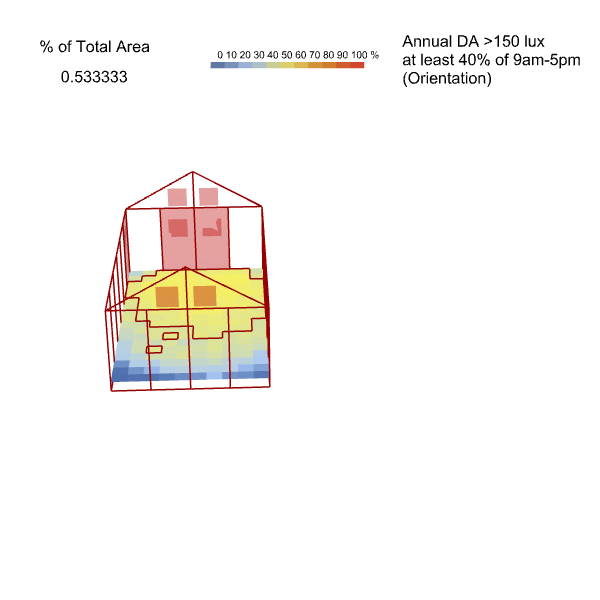 % of Total Area
0.533333
0 10 20 30 40 50 60 70 80 90 100 %
Annual DA >150 lux
at least 40% of 9am-5pm
(Orientation)